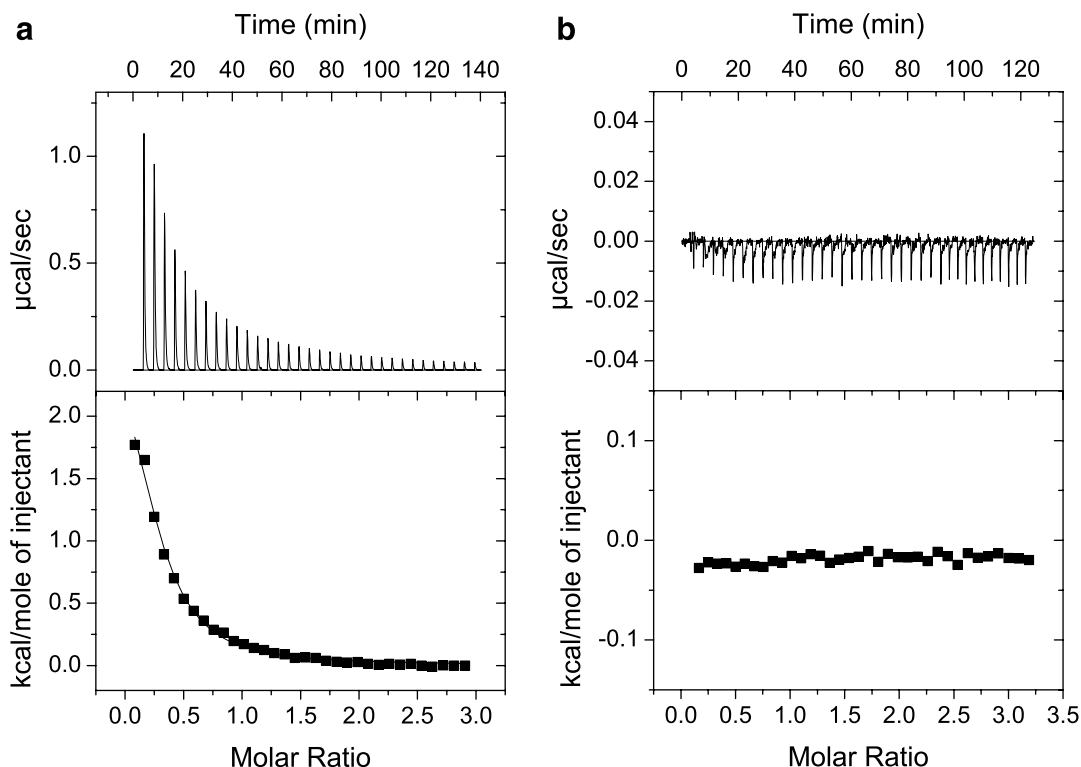 a
Time (min)
0 20 40 60 80 100 120 140
1.0
0.5
0.0
μcal/sec
2.0
1.5
1.0
0.5
0.0
kcal/mole of injectant
0.0 0.5 1.0 1.5 2.0 2.5 3.0
Molar Ratio
b
Time (min)
0 20 40 60 80 100 120
0.04
0.02
0.00
-0.02
-0.04
μcal/sec
0.1
0.0
-0.1
kcal/mole of injectant
0.0 0.5 1.0 1.5 2.0 2.5 3.0 3.5
Molar Ratio